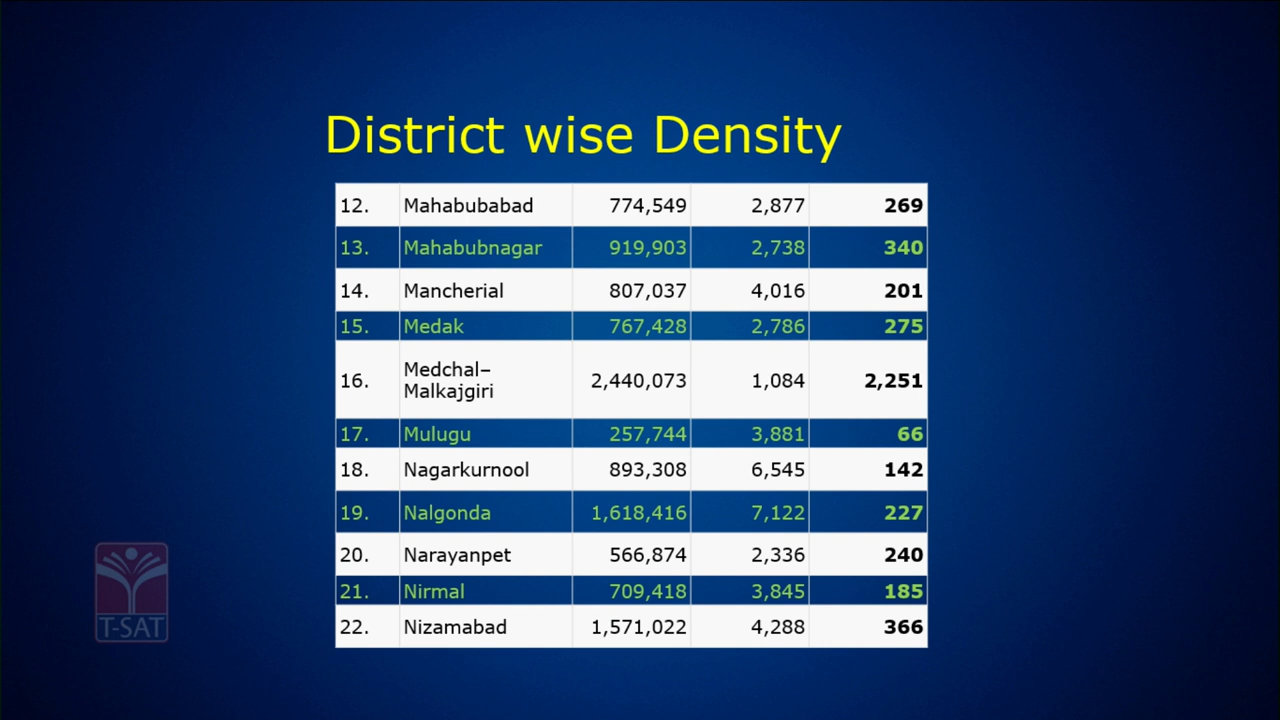 District wise Density
12. Mahabubabad 774,549 2,877 269
13. Mahabubnagar 919,903 2,738 340
14. Mancherial 807,037 4,016 201
15. Medak 767,428 2,786 275
16. Medchal–
Malkajgiri 2,440,073 1,084 2,251
17. Mulugu 257,744 3,881 66
18. Nagarkurnool 893,308 6,545 142
19. Nalgonda 1,618,416 7,122 227
20. Narayanpet 566,874 2,336 240
21. Nirmal 709,418 3,845 185
22. Nizamabad 1,571,022 4,288 366
T-SAT